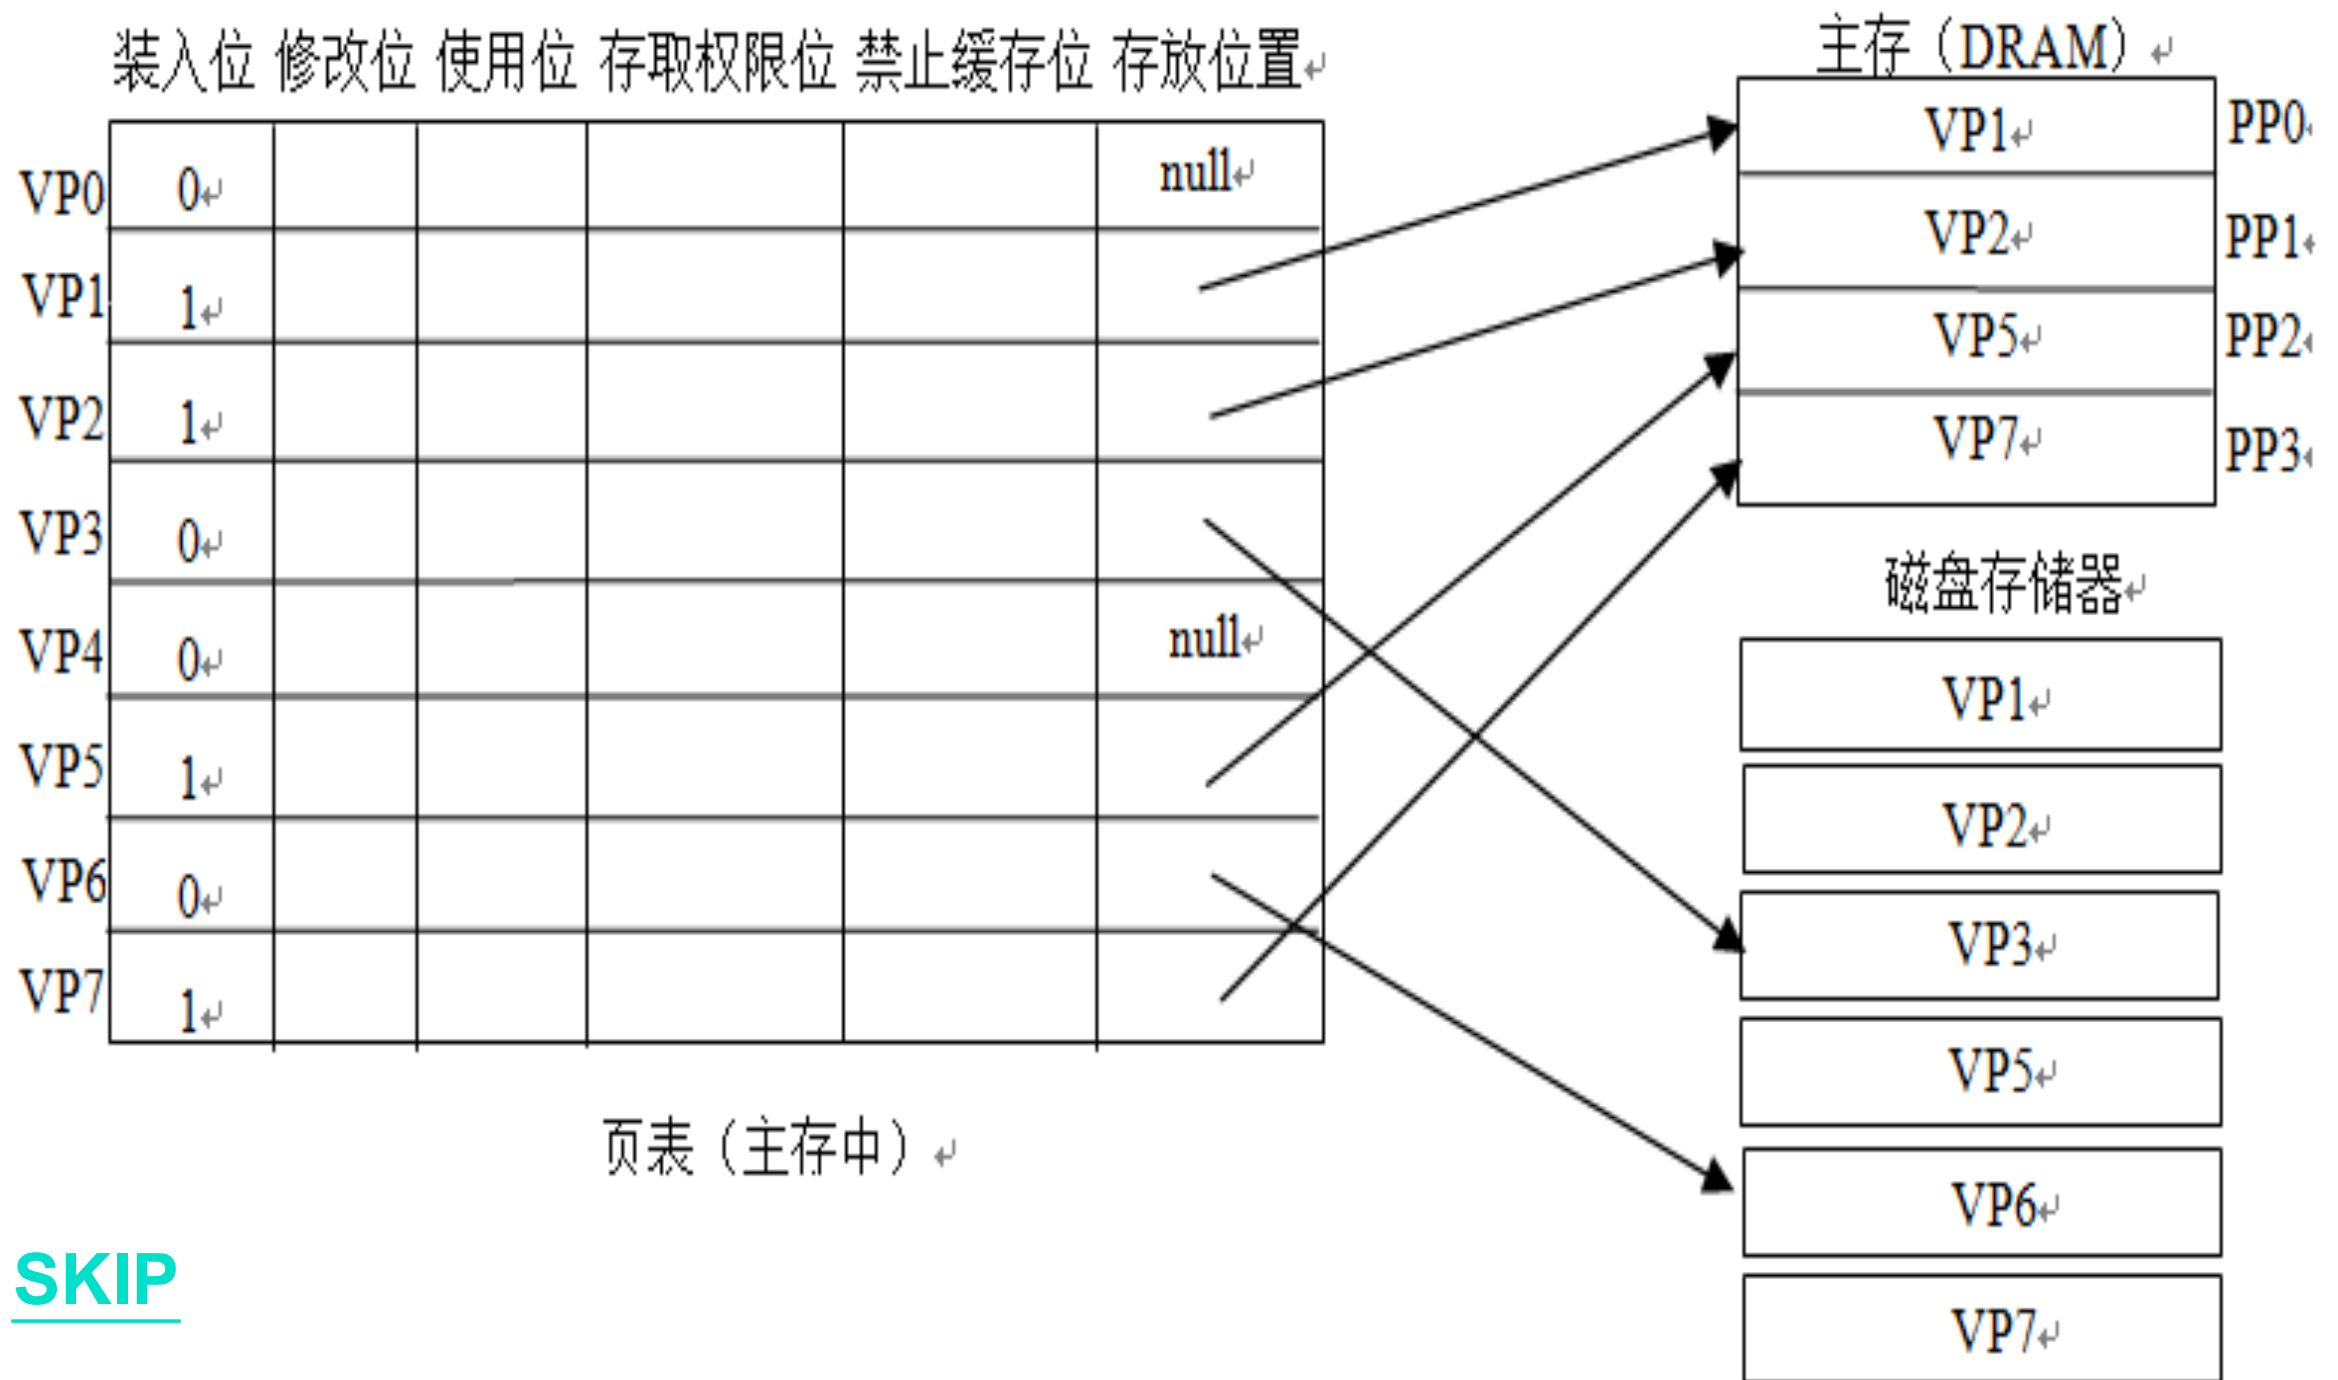 装入位 修改位 使用位 存取权限位 禁止缓存位 存放位置
VP0 0 null
VP1 1
VP2 1
VP3 0
VP4 0 null
VP5 1
VP6 0
VP7 1
页表（主存中）
主存（DRAM）
VP1 PP0
VP2 PP1
VP5 PP2
VP7 PP3
磁盘存储器
VP1
VP2
VP3
VP5
VP6
VP7
SKIP